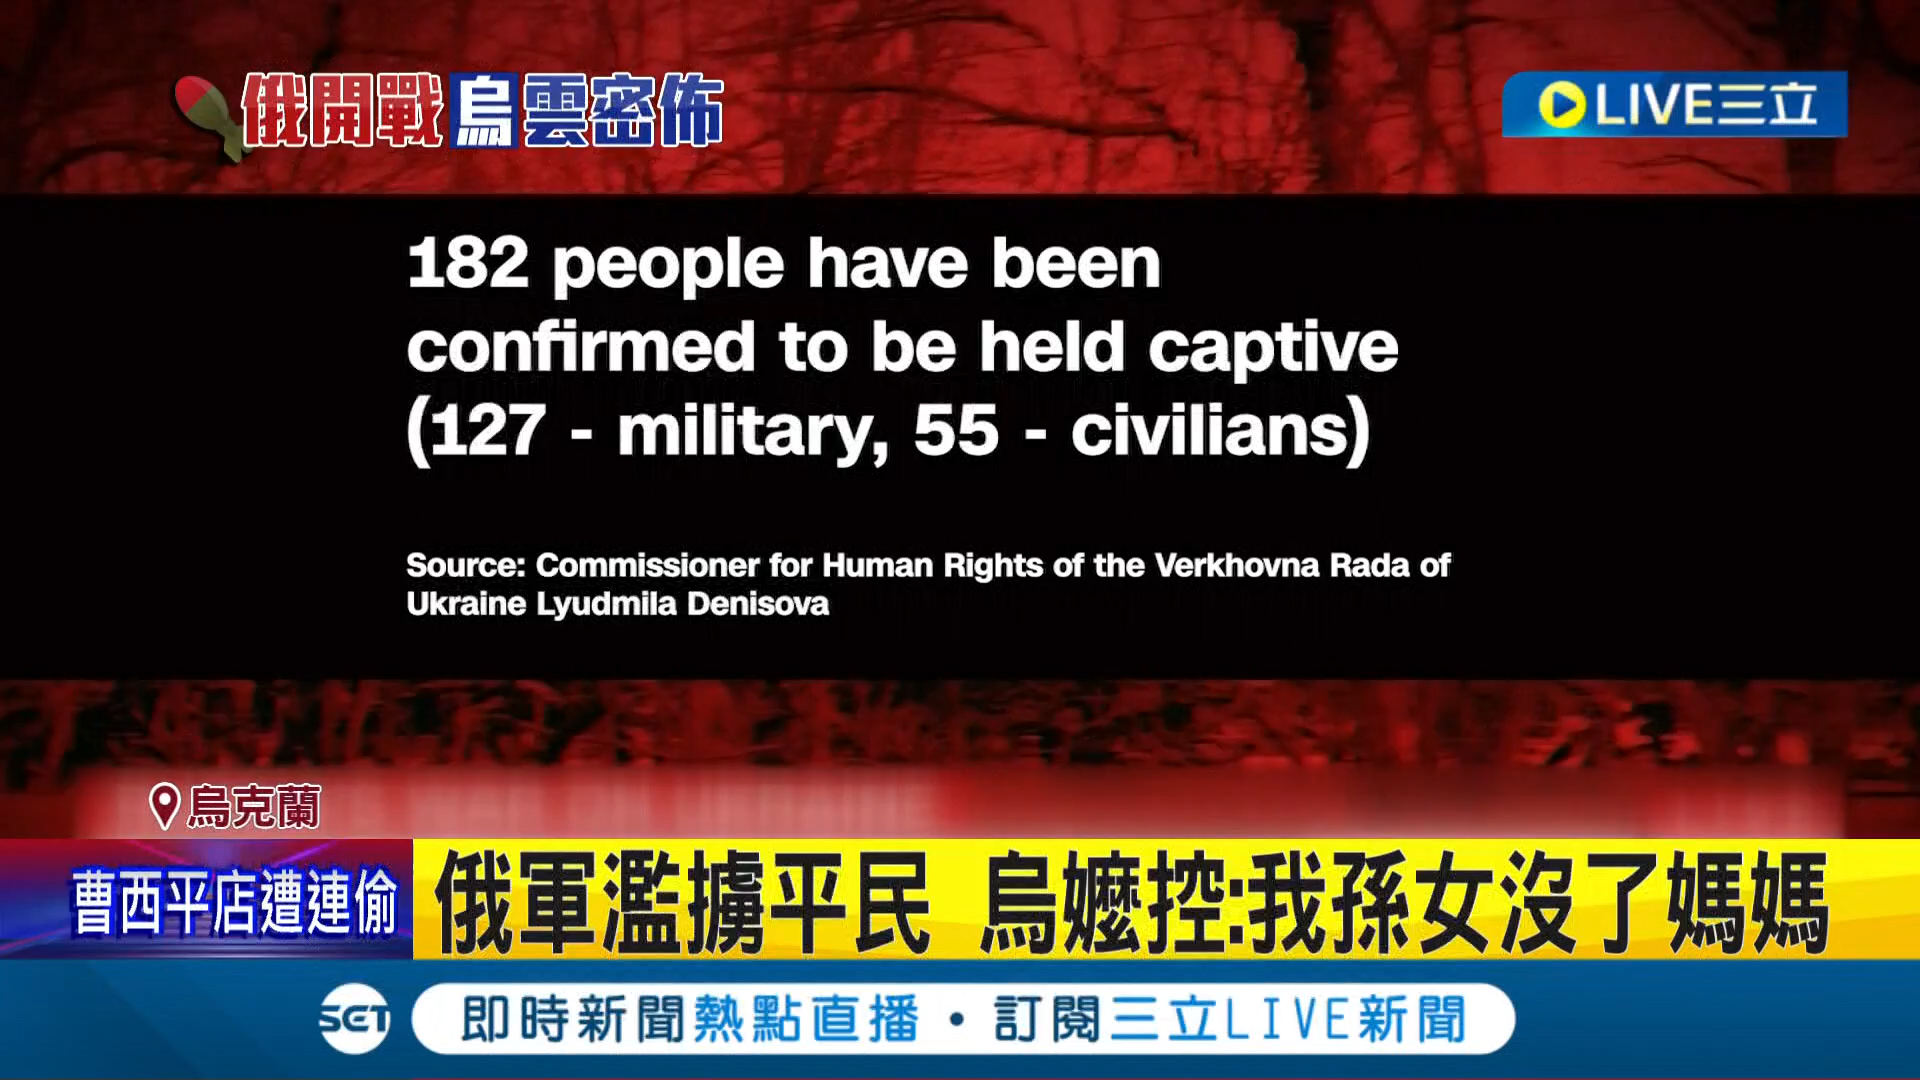 俄開戰烏雲密佈
LIVE三立
182 people have been
confirmed to be held captive
(127 - military, 55 - civilians)
Source: Commissioner for Human Rights of the Verkhovna Rada of
Ukraine Lyudmila Denisova
烏克蘭
曹西平店遭連偷
俄軍濫擄平民 烏嬤控:我孫女沒了媽媽
SET
即時新聞熱點直播・訂閱三立LIVE新聞